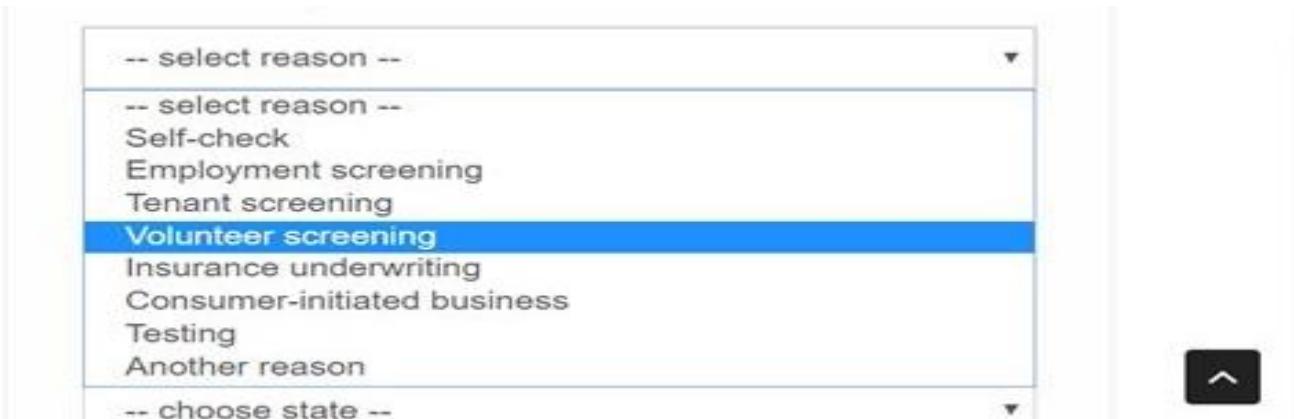 -- select reason --
-- select reason --
Self-check
Employment screening
Tenant screening
Volunteer screening
Insurance underwriting
Consumer-initiated business
Testing
Another reason
-- choose state --